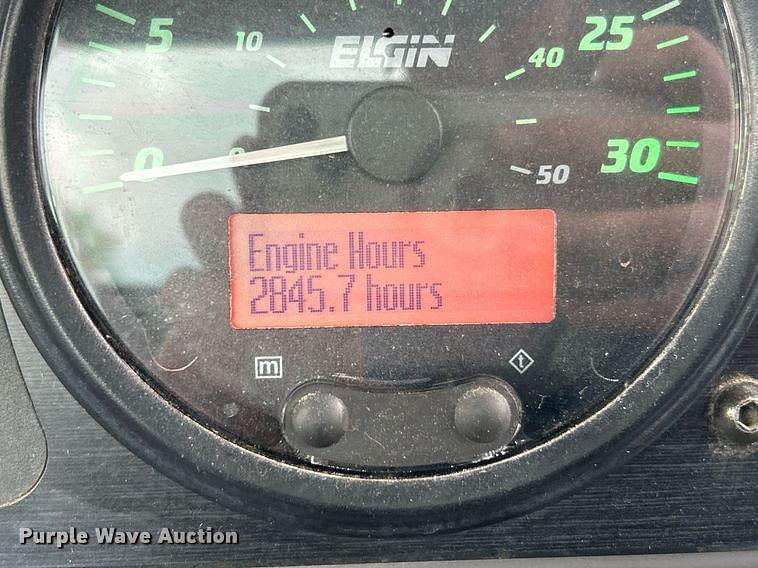 5
10
ELGIN
40
25
0
0
50
30
Engine Hours
2845.7 hours
m
t
Purple Wave Auction